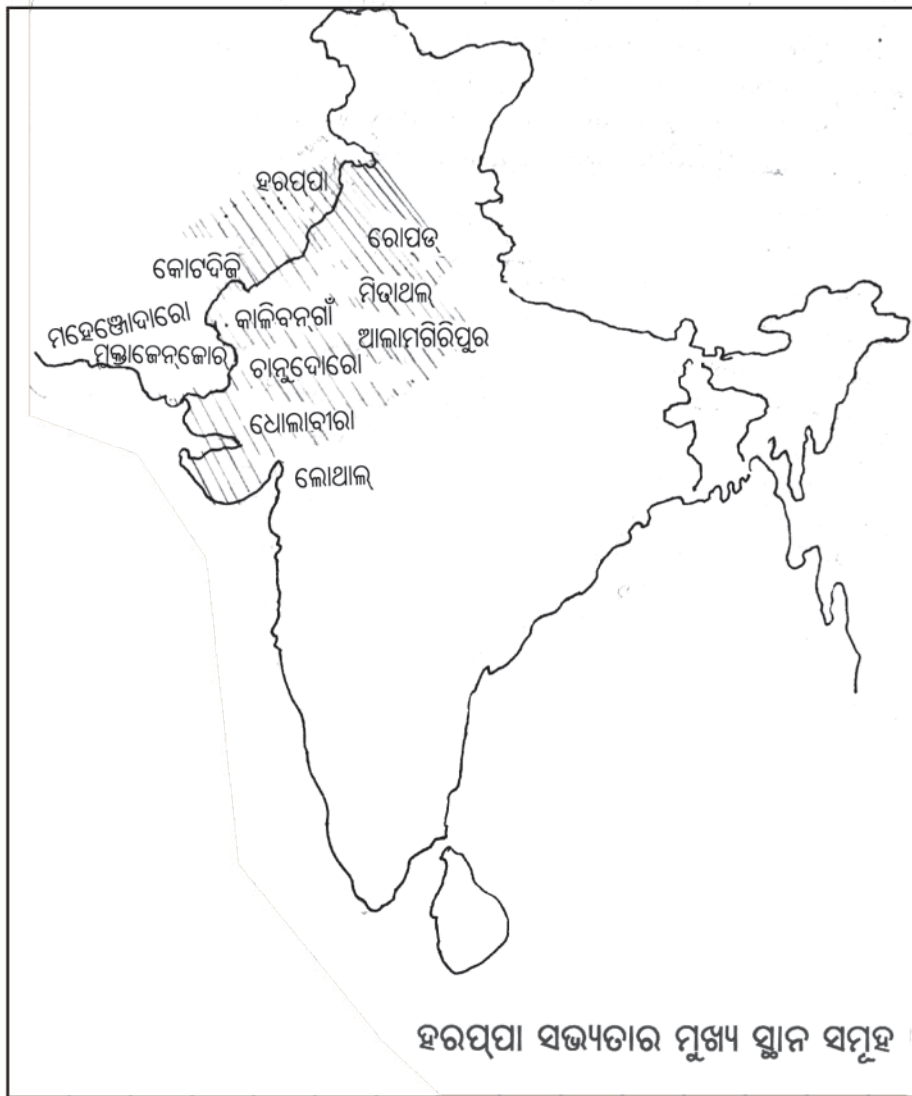 ହରପ୍‌ପା
ରୋପଡ
କୋଟଦିଜି
ମିତାଥଲ୍
ମହେଞ୍ଜୋଦାରୋ
କାଳିବନ୍‌ଗାଁ
ମୁକ୍ତାଜେନ୍‌ଜୋର୍
ଆଲାମଗିରିପୁର
ଚାନୁଦୋରୋ
ଧୋଲାବୀରା
ଲୋଥାଲ୍
ହରପ୍‌ପା ସଭ୍ୟତାର ମୁଖ୍ୟ ସ୍ଥାନ ସମୂହ